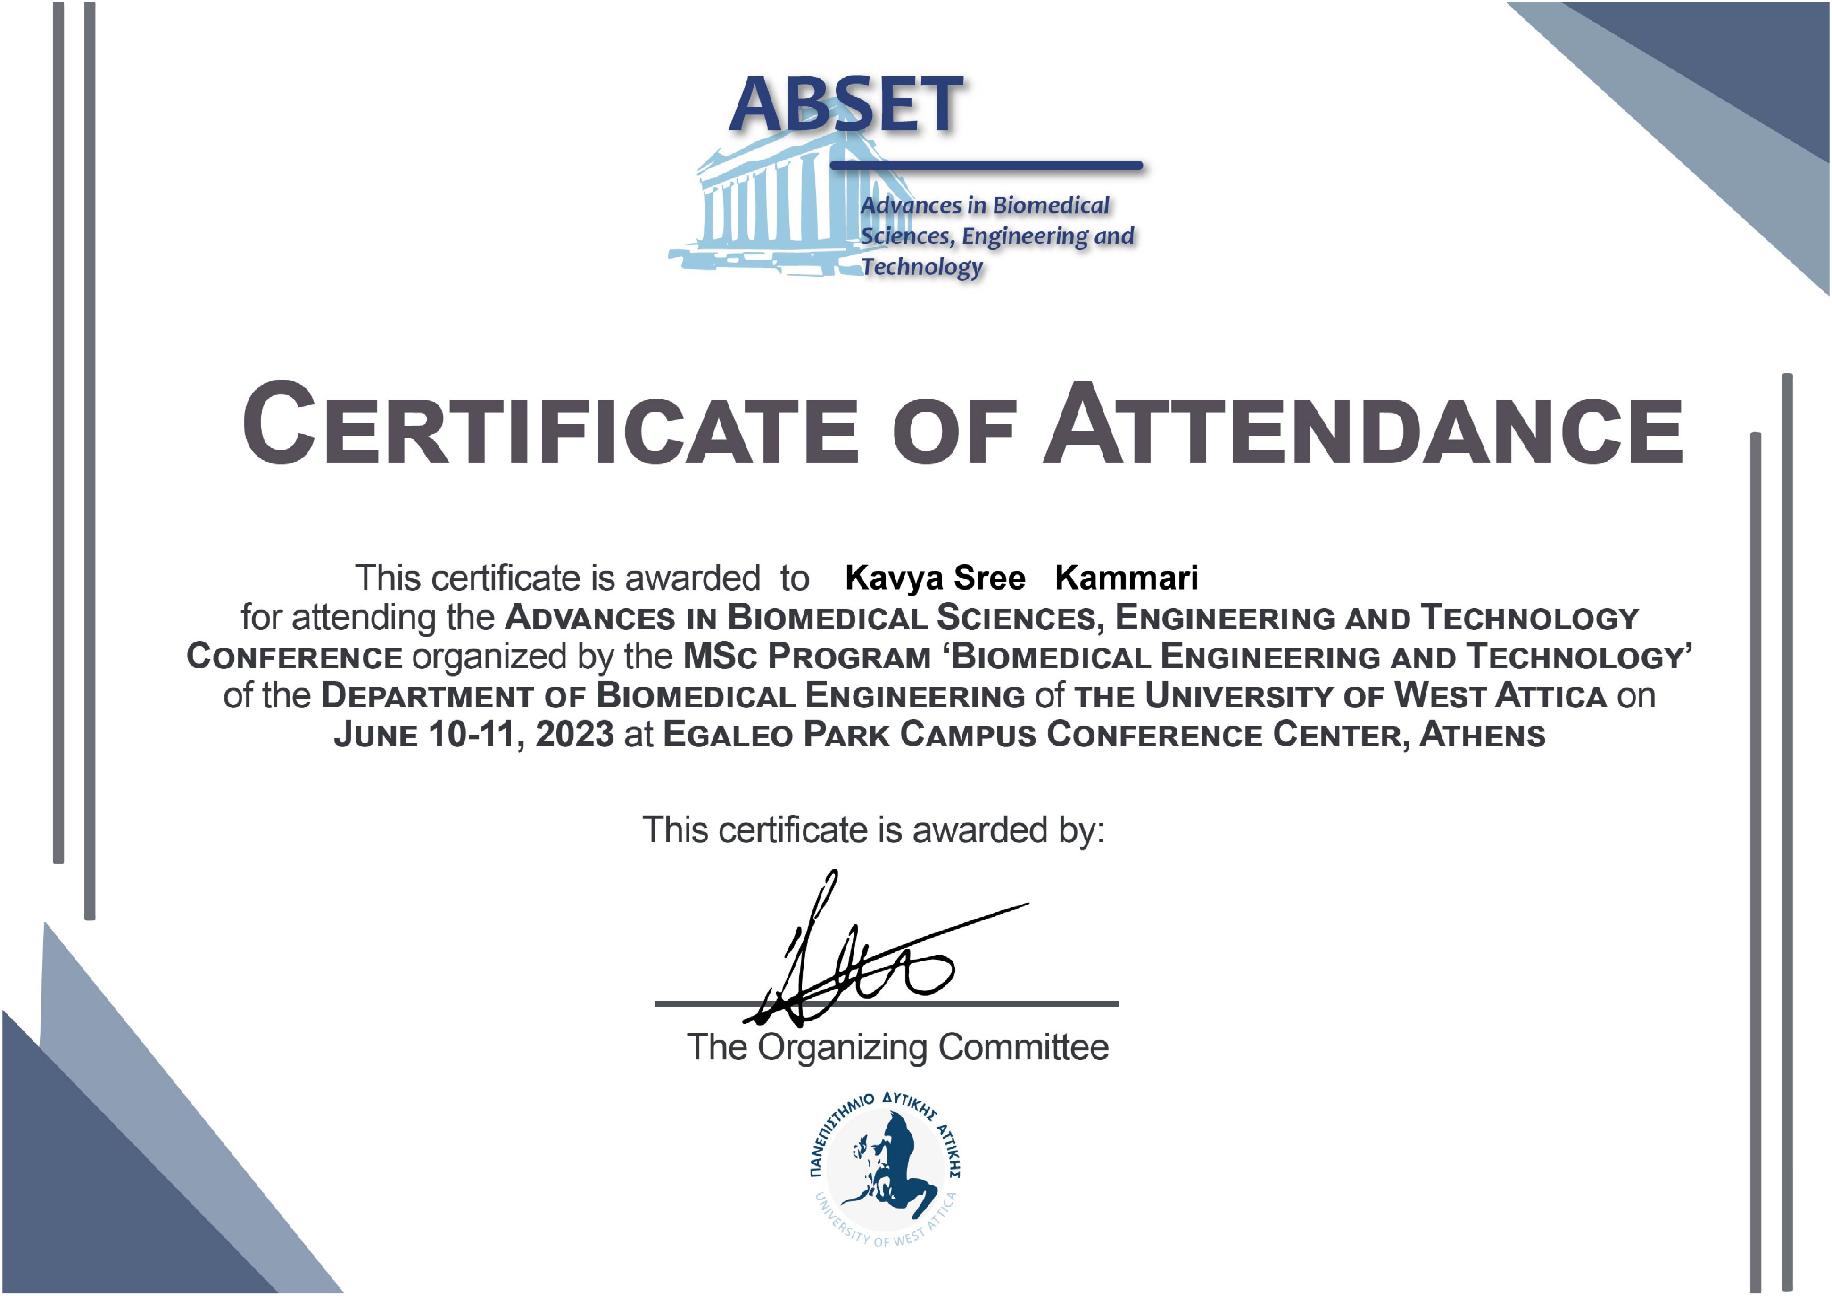 ABSET
Advances in Biomedical
Sciences, Engineering and
Technology
CERTIFICATE OF ATTENDANCE
This certificate is awarded to Kavya Sree Kammari
for attending the ADVANCES IN BIOMEDICAL SCIENCES, ENGINEERING AND TECHNOLOGY
CONFERENCE organized by the MSC PROGRAM ‘BIOMEDICAL ENGINEERING AND TECHNOLOGY’
of the DEPARTMENT OF BIOMEDICAL ENGINEERING of THE UNIVERSITY OF WEST ATTICA on
JUNE 10-11, 2023 at EGALEO PARK CAMPUS CONFERENCE CENTER, ATHENS
This certificate is awarded by:
The Organizing Committee
ΠΑΝΕΠΙΣΤΗΜΙΟ ΔΥΤΙΚΗΣ ΑΤΤΙΚΗΣ
UNIVERSITY OF WEST ATTICA